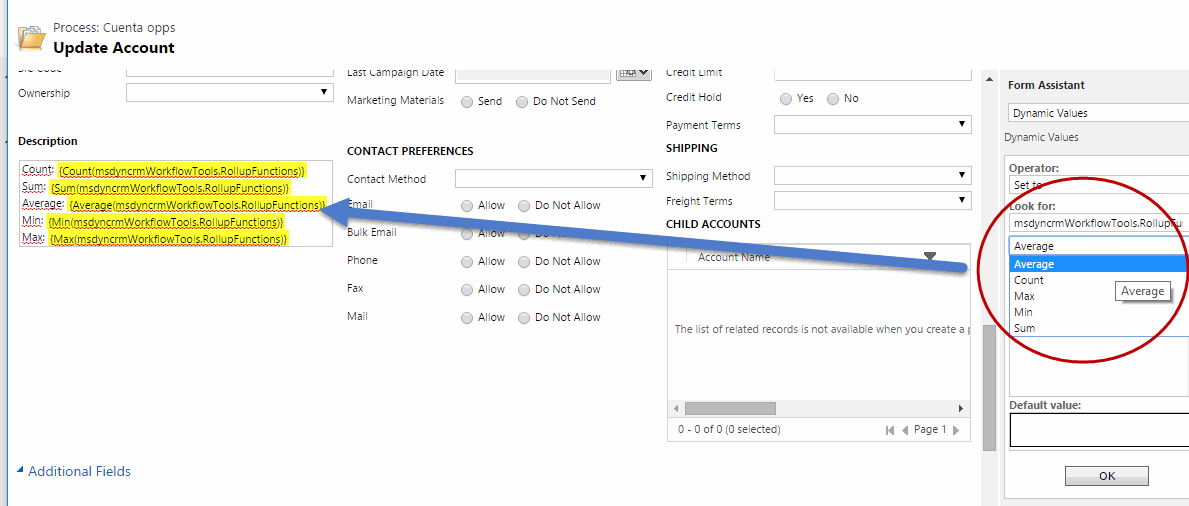 Process: Cuenta opps
Update Account
Ownership
Description
Count: {Count(msdyncrmWorkflowTools.RollupFunctions)}
Sum: {Sum(msdyncrmWorkflowTools.RollupFunctions)}
Average: {Average(msdyncrmWorkflowTools.RollupFunctions)}
Min: {Min(msdyncrmWorkflowTools.RollupFunctions)}
Max: {Max(msdyncrmWorkflowTools.RollupFunctions)}
Last Campaign Date
Marketing Materials Send Do Not Send
CONTACT PREFERENCES
Contact Method
Email Allow Do Not Allow
Bulk Email Allow
Phone Allow Do Not Allow
Fax Allow Do Not Allow
Mail Allow Do Not Allow
Credit Limit
Credit Hold Yes No
Payment Terms
SHIPPING
Shipping Method
Freight Terms
CHILD ACCOUNTS
Account Name
The list of related records is not available when you create a
0 - 0 of 0 (0 selected) Page 1
Additional Fields
Form Assistant
Dynamic Values
Dynamic Values
Operator:
Set to
Look for:
msdyncrmWorkflowTools.RollupFu
Average
Average
Count
Max
Min
Sum
Average
Default value:
OK